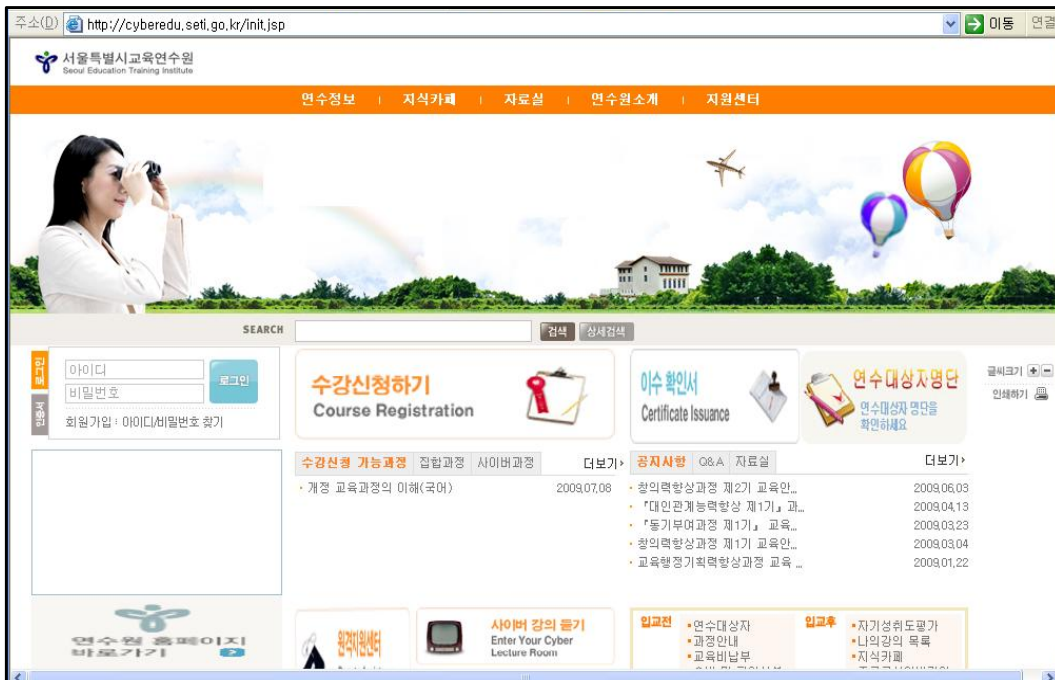 주소(D) http://cyberedu.seti.go.kr/init.jsp 이동 연결
서울특별시교육연수원
Seoul Education Training Institute
연수정보 지식카페 자료실 연수원소개 지원센터
SEARCH 검색 상세검색
로그인
인증서
아이디
비밀번호
로그인
회원가입 : 아이디/비밀번호 찾기
수강신청하기
Course Registration
이수 확인서
Certificate Issuance
연수대상자명단
연수대상자 명단을
확인하세요
글씨크기
인쇄하기
수강신청 가능과정 집합과정 사이버과정 더보기
· 개정 교육과정의 이해(국어) 2009.07.08
공지사항 Q&A 자료실 더보기
· 창의력향상과정 제2기 교육안... 2009.06.03
· 『대인관계능력향상 제1기』 과... 2009.04.13
· 『동기부여과정 제1기』 교육... 2009.03.23
· 창의력향상과정 제1기 교육안... 2009.03.04
· 교육행정기획력향상과정 교육 ... 2009.01.22
연수원 홈페이지
바로가기
원격지원센터
사이버 강의 듣기
Enter Your Cyber
Lecture Room
입교전
연수대상자
과정안내
교육비납부
입교후
자기성취도평가
나의강의 목록
지식카페